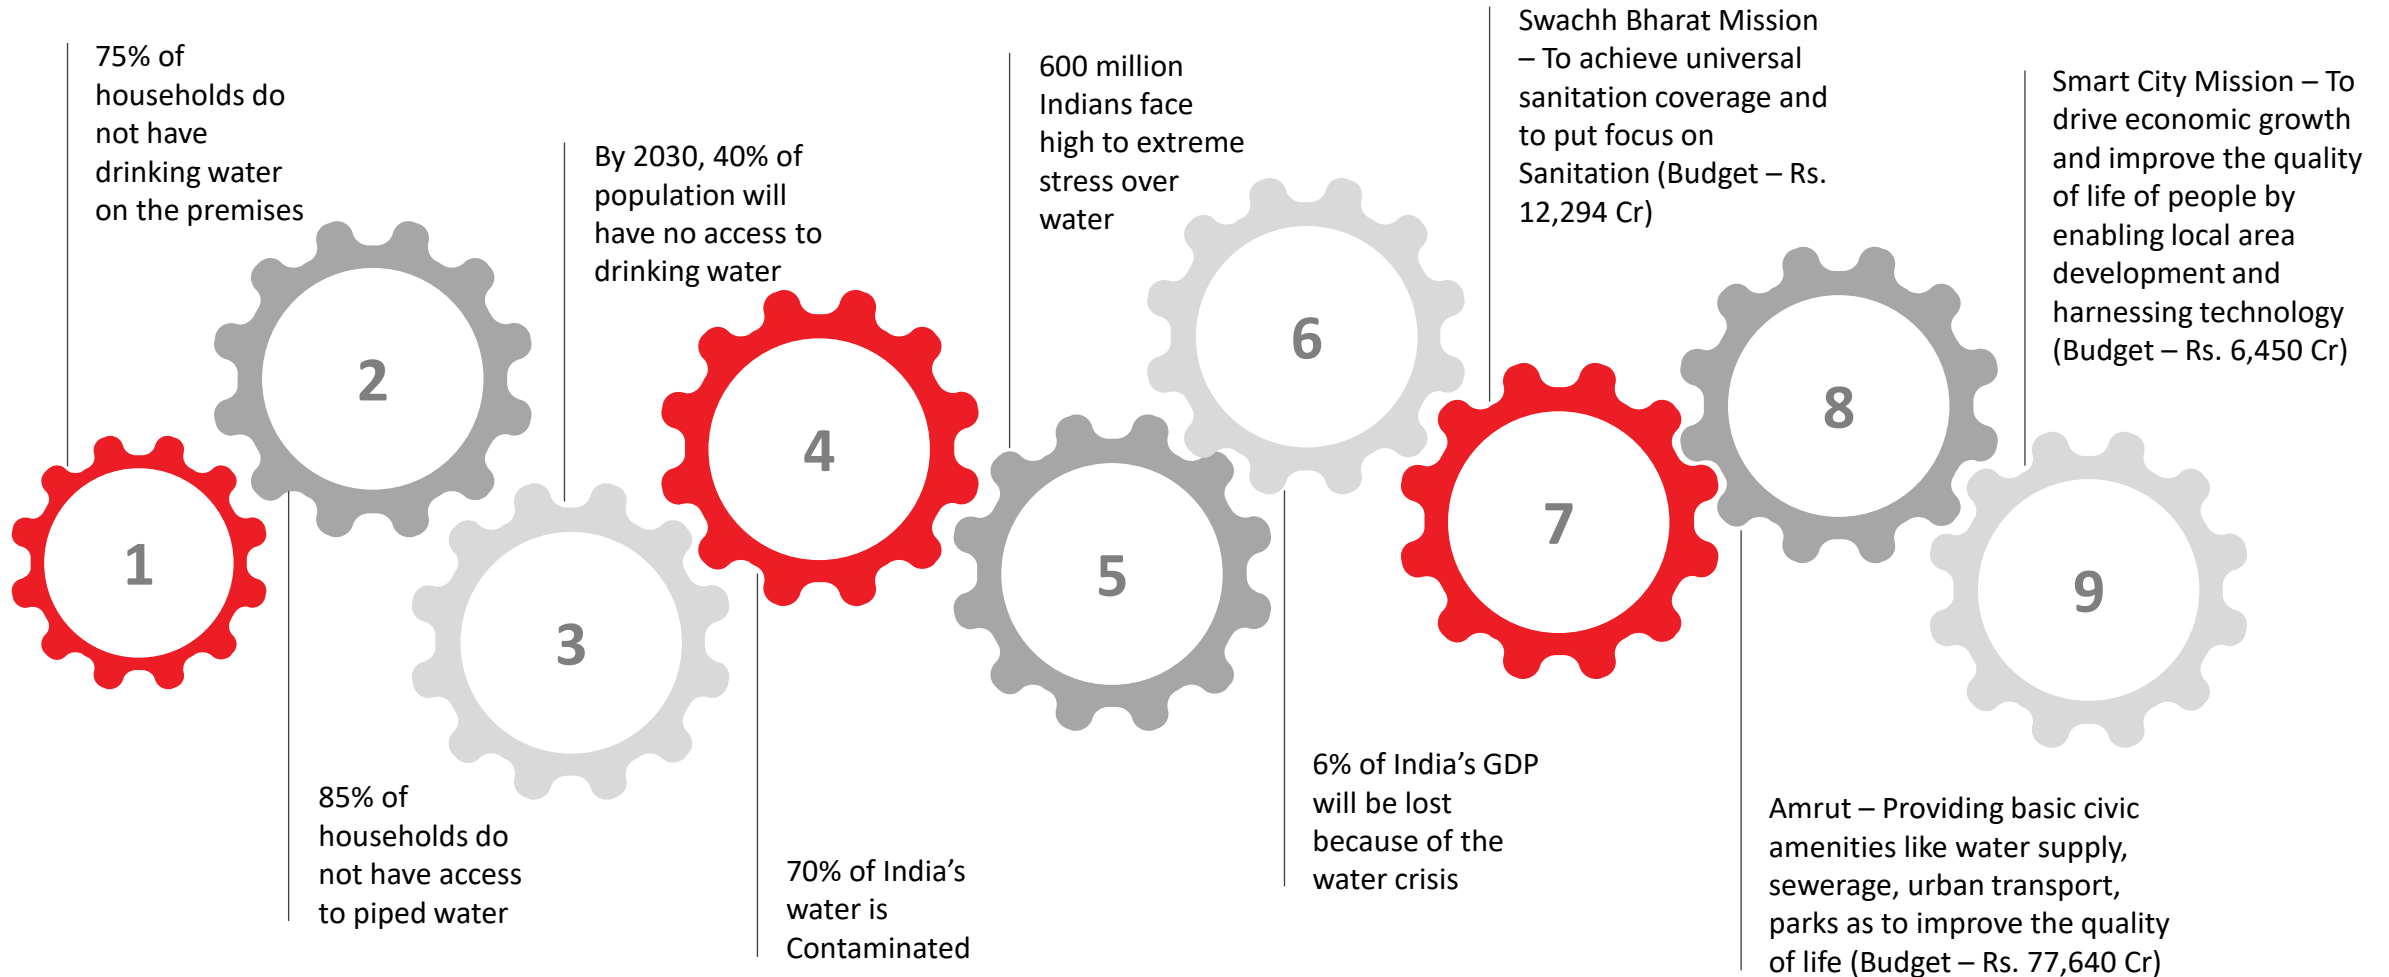 75% of
households do
not have
drinking water
on the premises
1
2
85% of
households do
not have access
to piped water
By 2030, 40% of
population will
have no access to
drinking water
3
4
70% of India’s
water is
Contaminated
600 million
Indians face
high to extreme
stress over
water
5
6
6% of India’s GDP
will be lost
because of the
water crisis
Swachh Bharat Mission
– To achieve universal
sanitation coverage and
to put focus on
Sanitation (Budget – Rs.
12,294 Cr)
7
8
Amrut – Providing basic civic
amenities like water supply,
sewerage, urban transport,
parks as to improve the quality
of life (Budget – Rs. 77,640 Cr)
Smart City Mission – To
drive economic growth
and improve the quality
of life of people by
enabling local area
development and
harnessing technology
(Budget – Rs. 6,450 Cr)
9